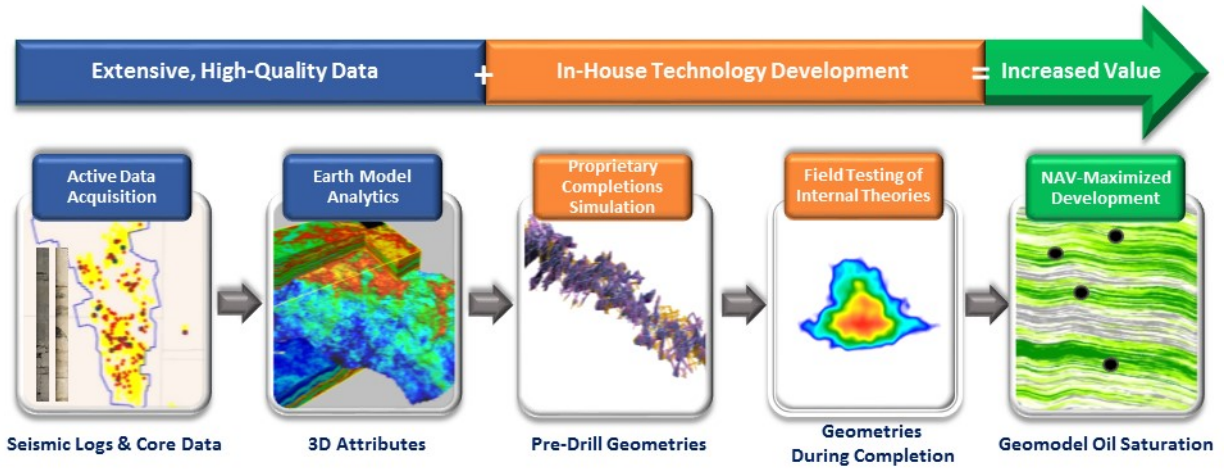 Extensive, High-Quality Data + In-House Technology Development = Increased Value
Active Data
Acquisition
Earth Model
Analytics
Proprietary
Completions
Simulation
Field Testing of
Internal Theories
NAV-Maximized
Development
Seismic Logs & Core Data
3D Attributes
Pre-Drill Geometries
Geometries
During Completion
Geomodel Oil Saturation